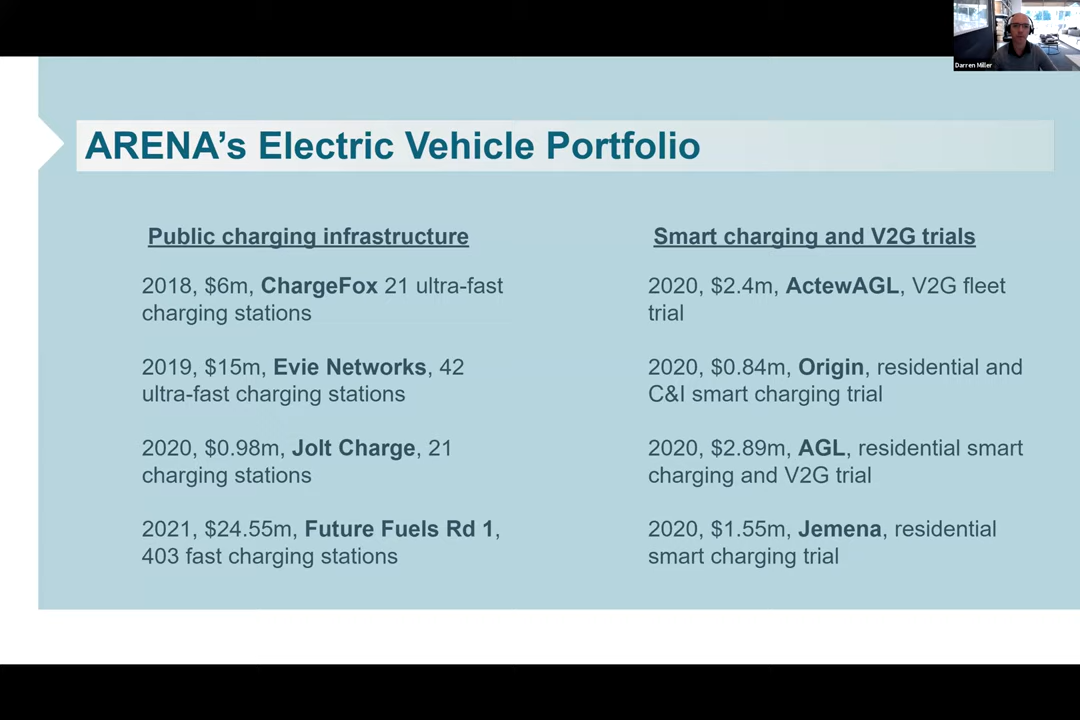 Darren Miller
ARENA's Electric Vehicle Portfolio
Public charging infrastructure
2018, $6m, ChargeFox 21 ultra-fast
charging stations
2019, $15m, Evie Networks, 42
ultra-fast charging stations
2020, $0.98m, Jolt Charge, 21
charging stations
2021, $24.55m, Future Fuels Rd 1,
403 fast charging stations
Smart charging and V2G trials
2020, $2.4m, ActewAGL, V2G fleet
trial
2020, $0.84m, Origin, residential and
C&I smart charging trial
2020, $2.89m, AGL, residential smart
charging and V2G trial
2020, $1.55m, Jemena, residential
smart charging trial